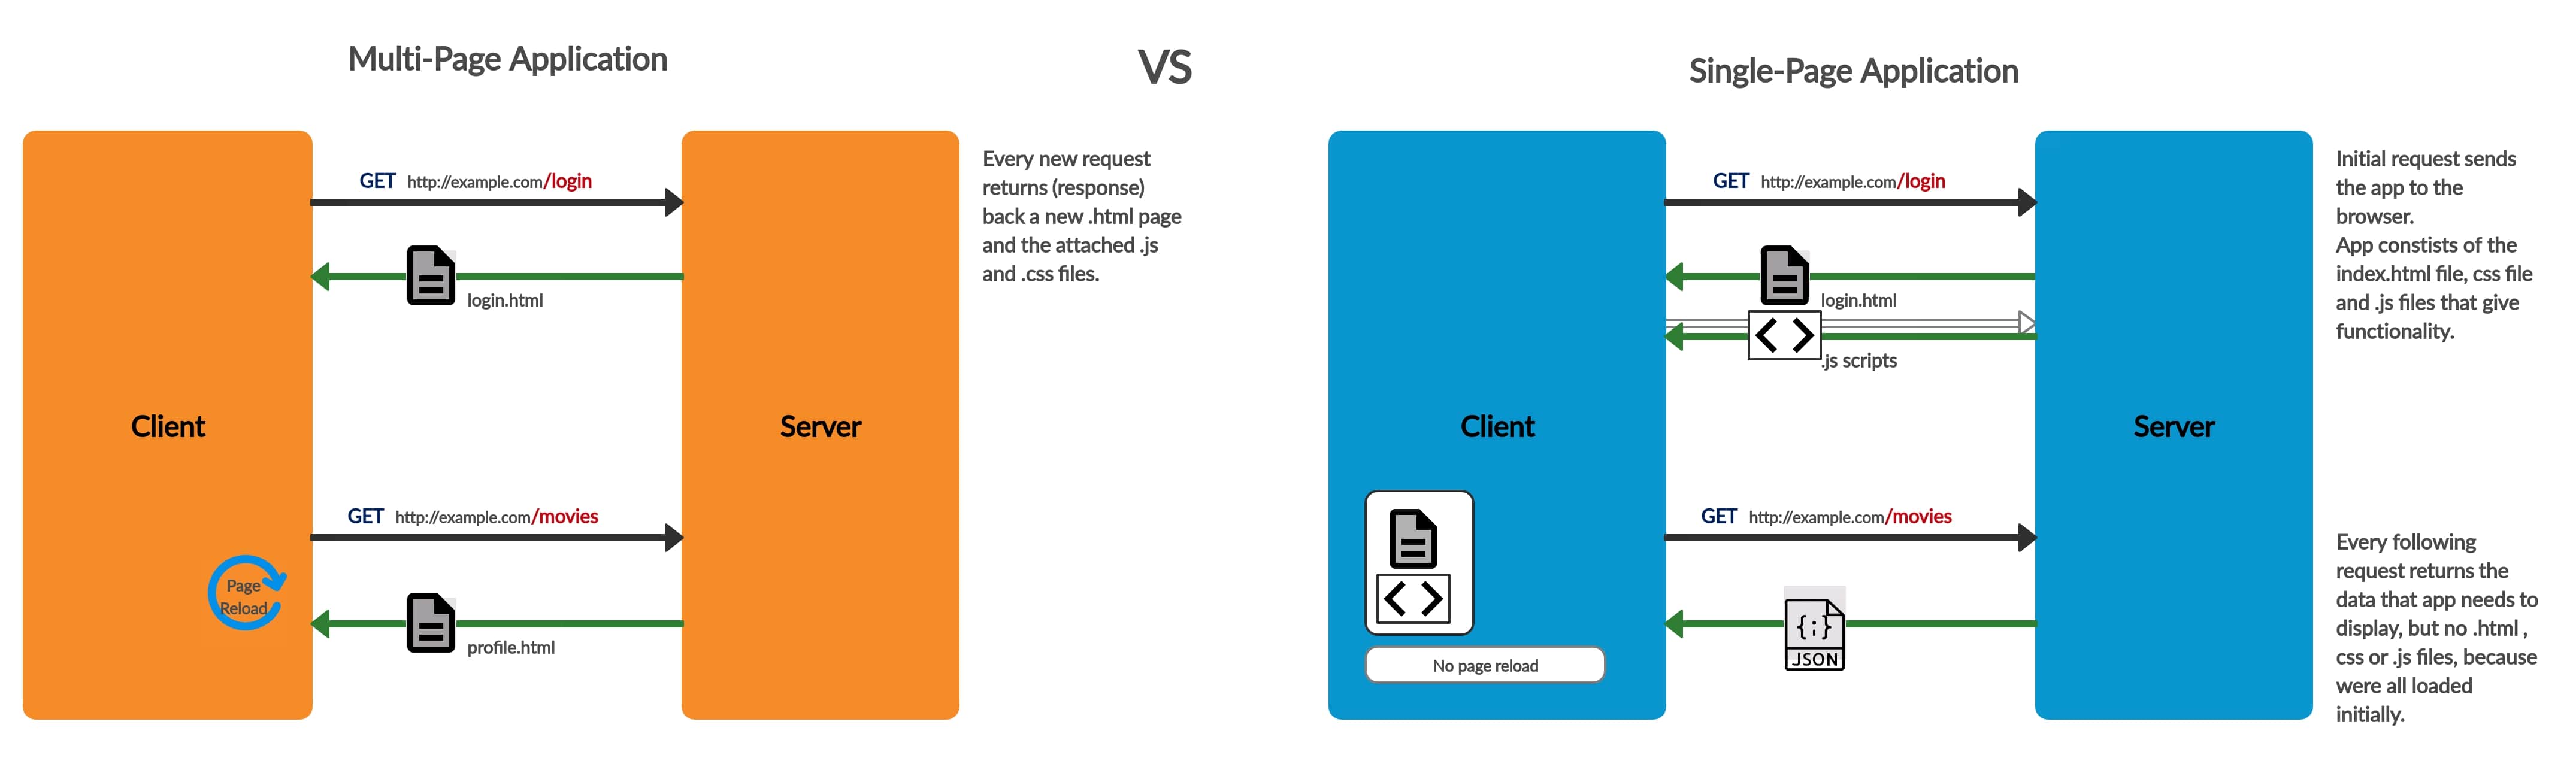 Multi-Page Application
VS
Single-Page Application
GET http://example.com/login
login.html
Client
Server
GET http://example.com/movies
Page
Reload
profile.html
Every new request
returns (response)
back a new .html page
and the attached .js
and .css files.
GET http://example.com/login
login.html
.js scripts
Client
Server
GET http://example.com/movies
{;}
JSON
No page reload
Initial request sends
the app to the
browser.
App constists of the
index.html file, css file
and .js files that give
functionality.
Every following
request returns the
data that app needs to
display, but no .html ,
css or .js files, because
were all loaded
initially.